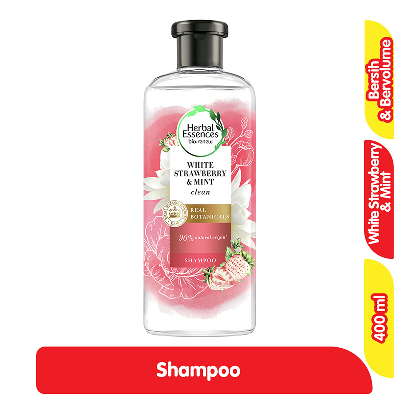 Herbal
Essences
bio:renew
WHITE
STRAWBERRY
& MINT
clean
REAL
BOTANICALS
90% natural origin
SHAMPOO
Bersih
& Bervolume
White Strawberry
& Mint
400 ml
Shampoo